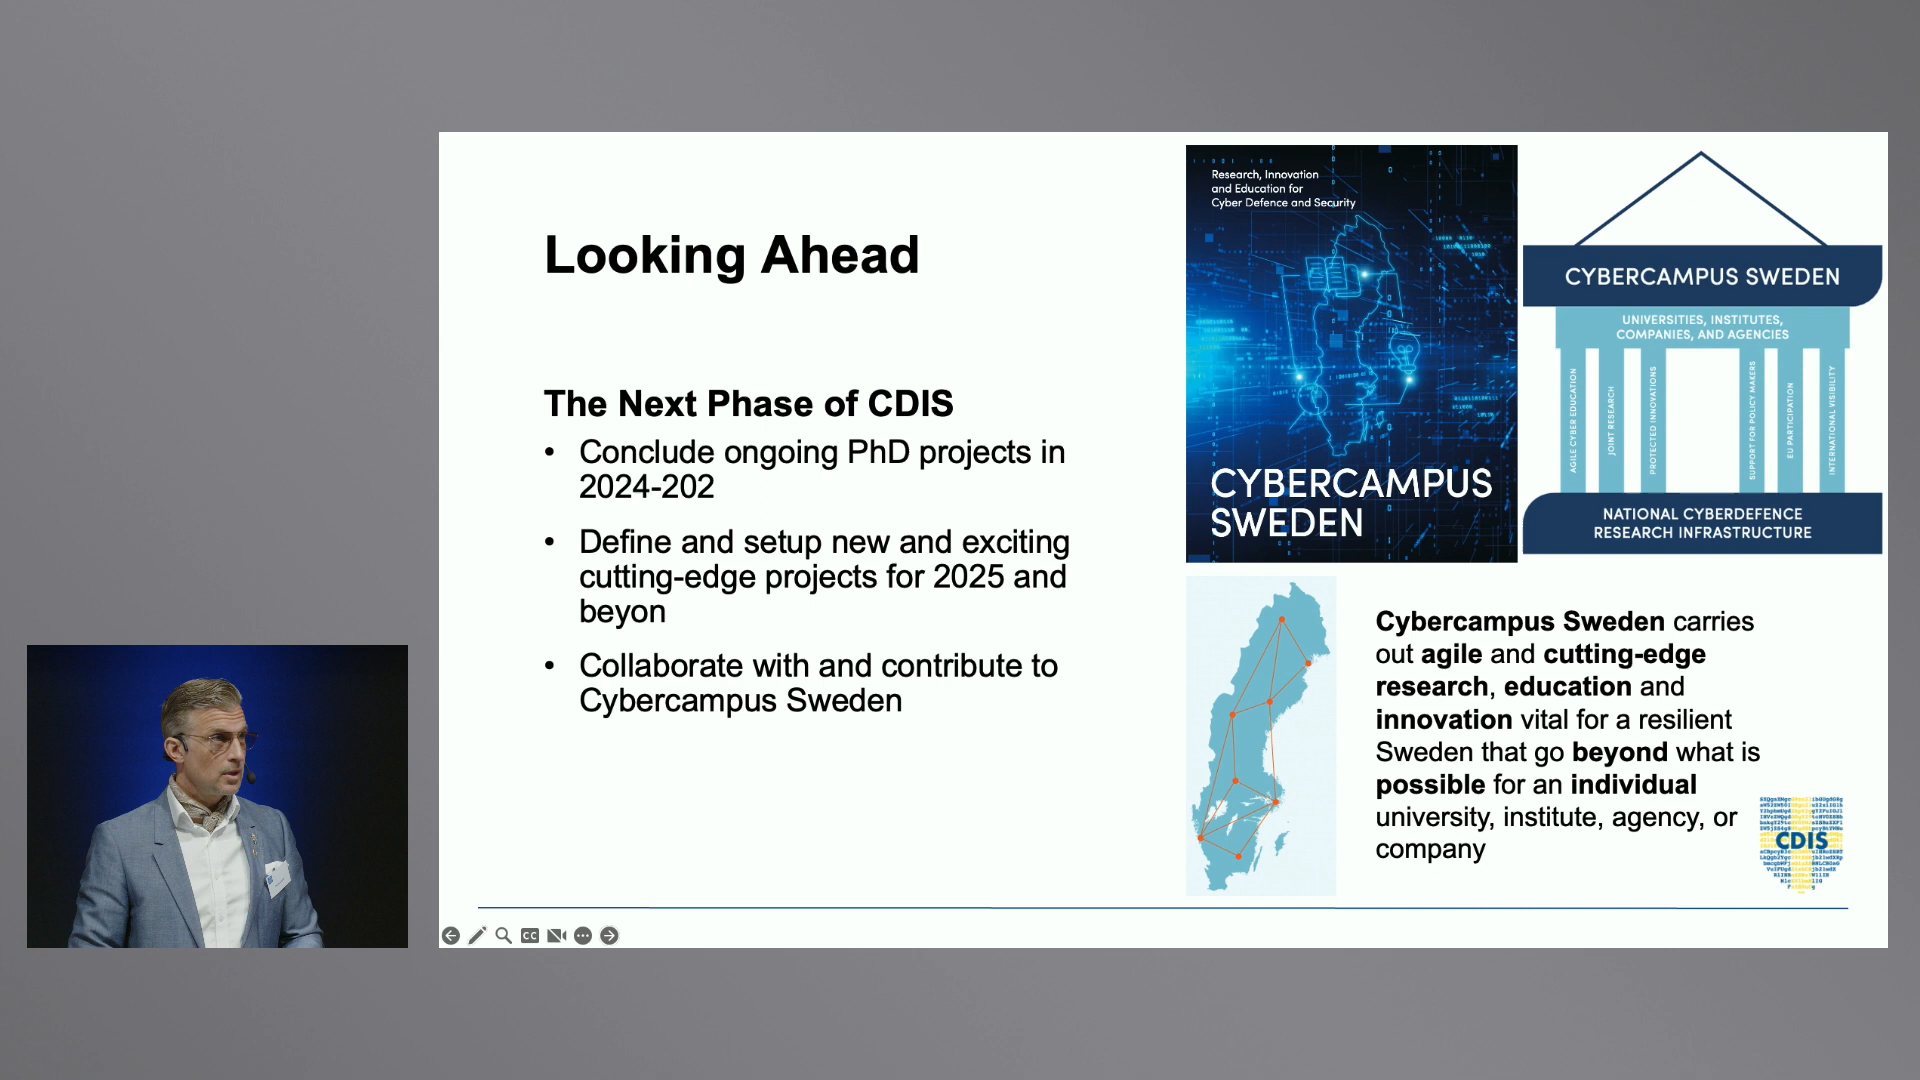 Looking Ahead
The Next Phase of CDIS
• Conclude ongoing PhD projects in
2024-202
• Define and setup new and exciting
cutting-edge projects for 2025 and
beyon
• Collaborate with and contribute to
Cybercampus Sweden
Research, Innovation
and Education for
Cyber Defence and Security
CYBERCAMPUS
SWEDEN
CYBERCAMPUS SWEDEN
UNIVERSITIES, INSTITUTES,
COMPANIES, AND AGENCIES
AGILE CYBER EDUCATION
JOINT RESEARCH
PROTECTED INNOVATIONS
SUPPORT FOR POLICY MAKERS
EU PARTICIPATION
INTERNATIONAL VISIBILITY
NATIONAL CYBERDEFENCE
RESEARCH INFRASTRUCTURE
Cybercampus Sweden carries
out agile and cutting-edge
research, education and
innovation vital for a resilient
Sweden that go beyond what is
possible for an individual
university, institute, agency, or
company
CDIS
CC